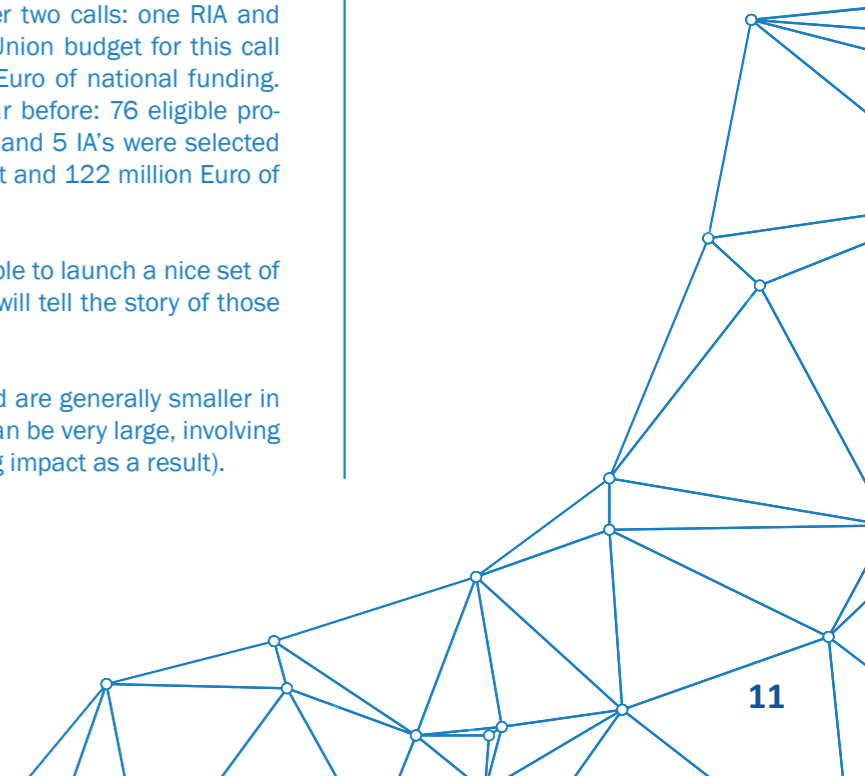 er two calls: one RIA and
Union budget for this call
Euro of national funding.
r before: 76 eligible pro-
and 5 IA's were selected
t and 122 million Euro of
ple to launch a nice set of
will tell the story of those
d are generally smaller in
an be very large, involving
g impact as a result).
11